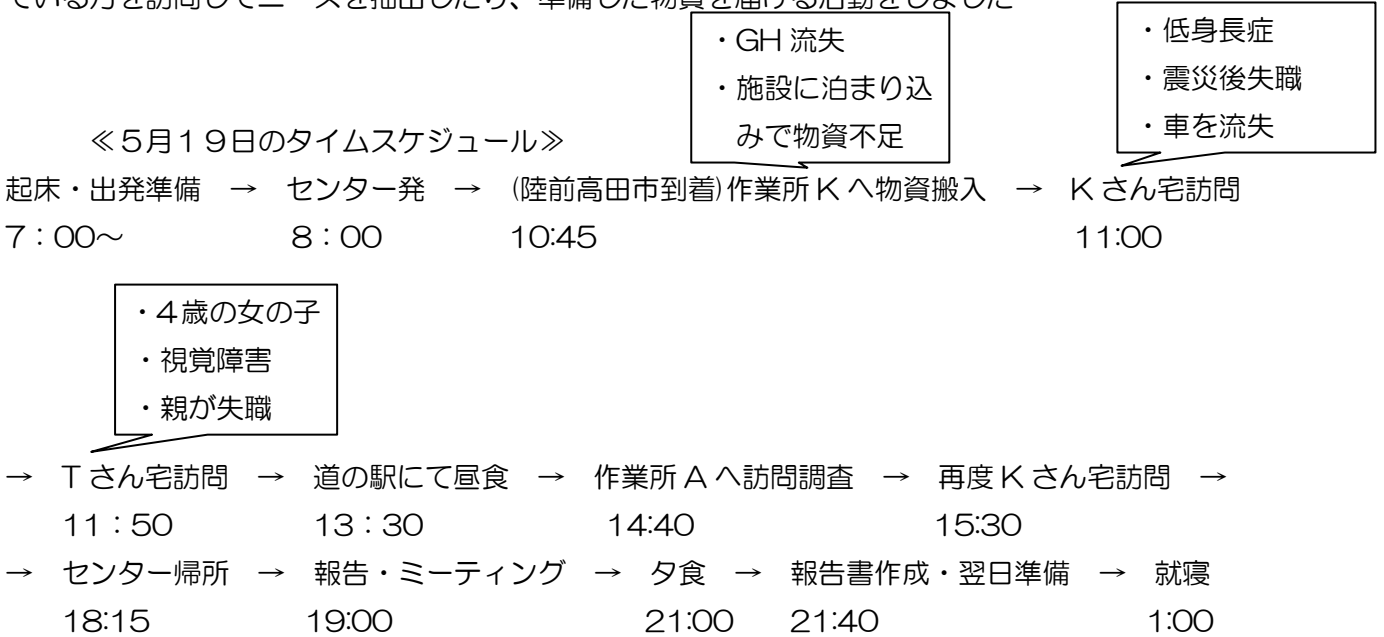 ている方を訪問してニーズを抽出したり、準備した物資を届ける活動をしました
・GH 流失
・施設に泊まり込
みで物資不足
・低身長症
・震災後失職
・車を流失
≪５月１９日のタイムスケジュール≫
起床・出発準備 → センター発 → (陸前高田市到着)作業所 K へ物資搬入 → K さん宅訪問
７：００～ ８：００ 10:45 11:00
・４歳の女の子
・視覚障害
・親が失職
→ T さん宅訪問 → 道の駅にて昼食 → 作業所 A へ訪問調査 → 再度 K さん宅訪問 →
11：50 13：30 14:40 15:30
→ センター帰所 → 報告・ミーティング → 夕食 → 報告書作成・翌日準備 → 就寝
18:15 19:00 21:00 21:40 1:00